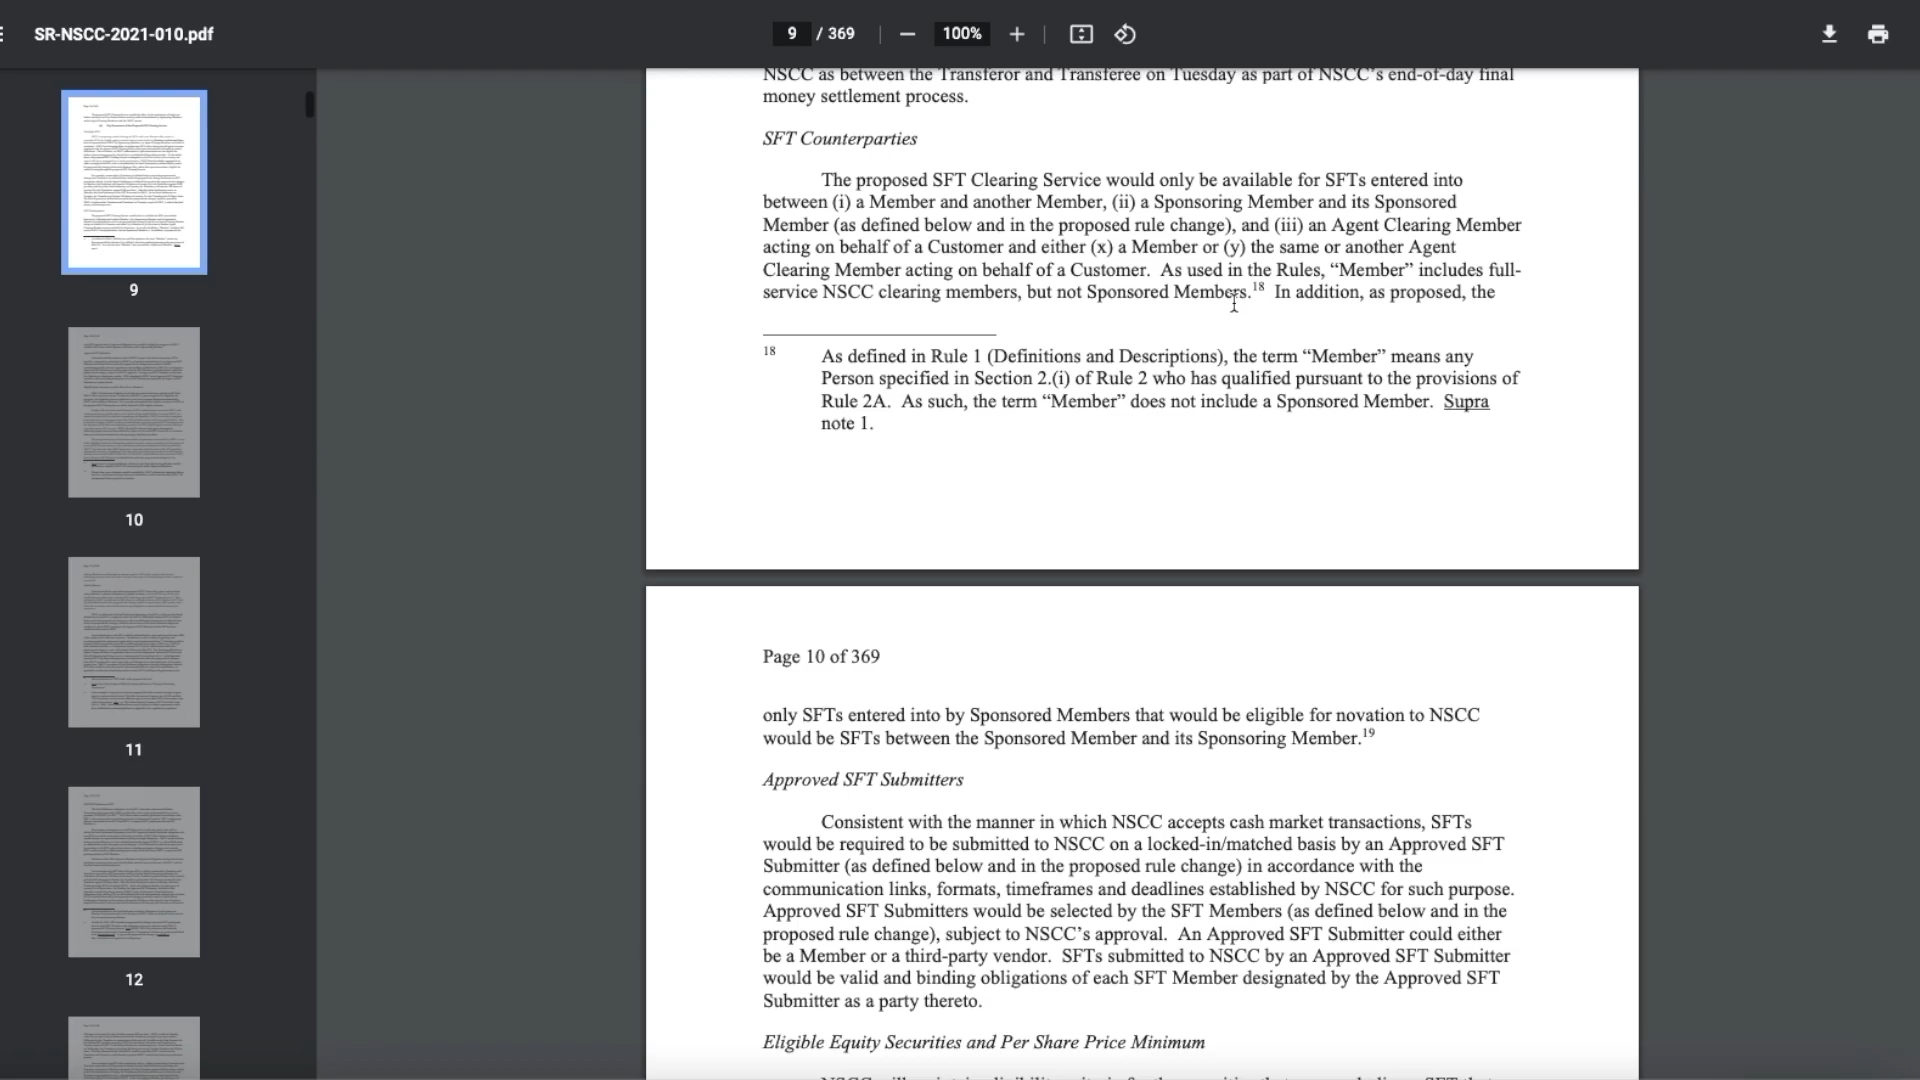 SR-NSCC-2021-010.pdf
9 / 369
100%
9
10
11
12
NSCC as between the Transferor and Transferee on Tuesday as part of NSCC's end-of-day final
money settlement process.
SFT Counterparties
The proposed SFT Clearing Service would only be available for SFTs entered into
between (i) a Member and another Member, (ii) a Sponsoring Member and its Sponsored
Member (as defined below and in the proposed rule change), and (iii) an Agent Clearing Member
acting on behalf of a Customer and either (x) a Member or (y) the same or another Agent
Clearing Member acting on behalf of a Customer.  As used in the Rules, “Member” includes full-
service NSCC clearing members, but not Sponsored Members.18  In addition, as proposed, the
18 As defined in Rule 1 (Definitions and Descriptions), the term “Member” means any
Person specified in Section 2.(i) of Rule 2 who has qualified pursuant to the provisions of
Rule 2A.  As such, the term “Member” does not include a Sponsored Member.  Supra
note 1.
Page 10 of 369
only SFTs entered into by Sponsored Members that would be eligible for novation to NSCC
would be SFTs between the Sponsored Member and its Sponsoring Member.19
Approved SFT Submitters
Consistent with the manner in which NSCC accepts cash market transactions, SFTs
would be required to be submitted to NSCC on a locked-in/matched basis by an Approved SFT
Submitter (as defined below and in the proposed rule change) in accordance with the
communication links, formats, timeframes and deadlines established by NSCC for such purpose.
Approved SFT Submitters would be selected by the SFT Members (as defined below and in the
proposed rule change), subject to NSCC’s approval.  An Approved SFT Submitter could either
be a Member or a third-party vendor.  SFTs submitted to NSCC by an Approved SFT Submitter
would be valid and binding obligations of each SFT Member designated by the Approved SFT
Submitter as a party thereto.
Eligible Equity Securities and Per Share Price Minimum